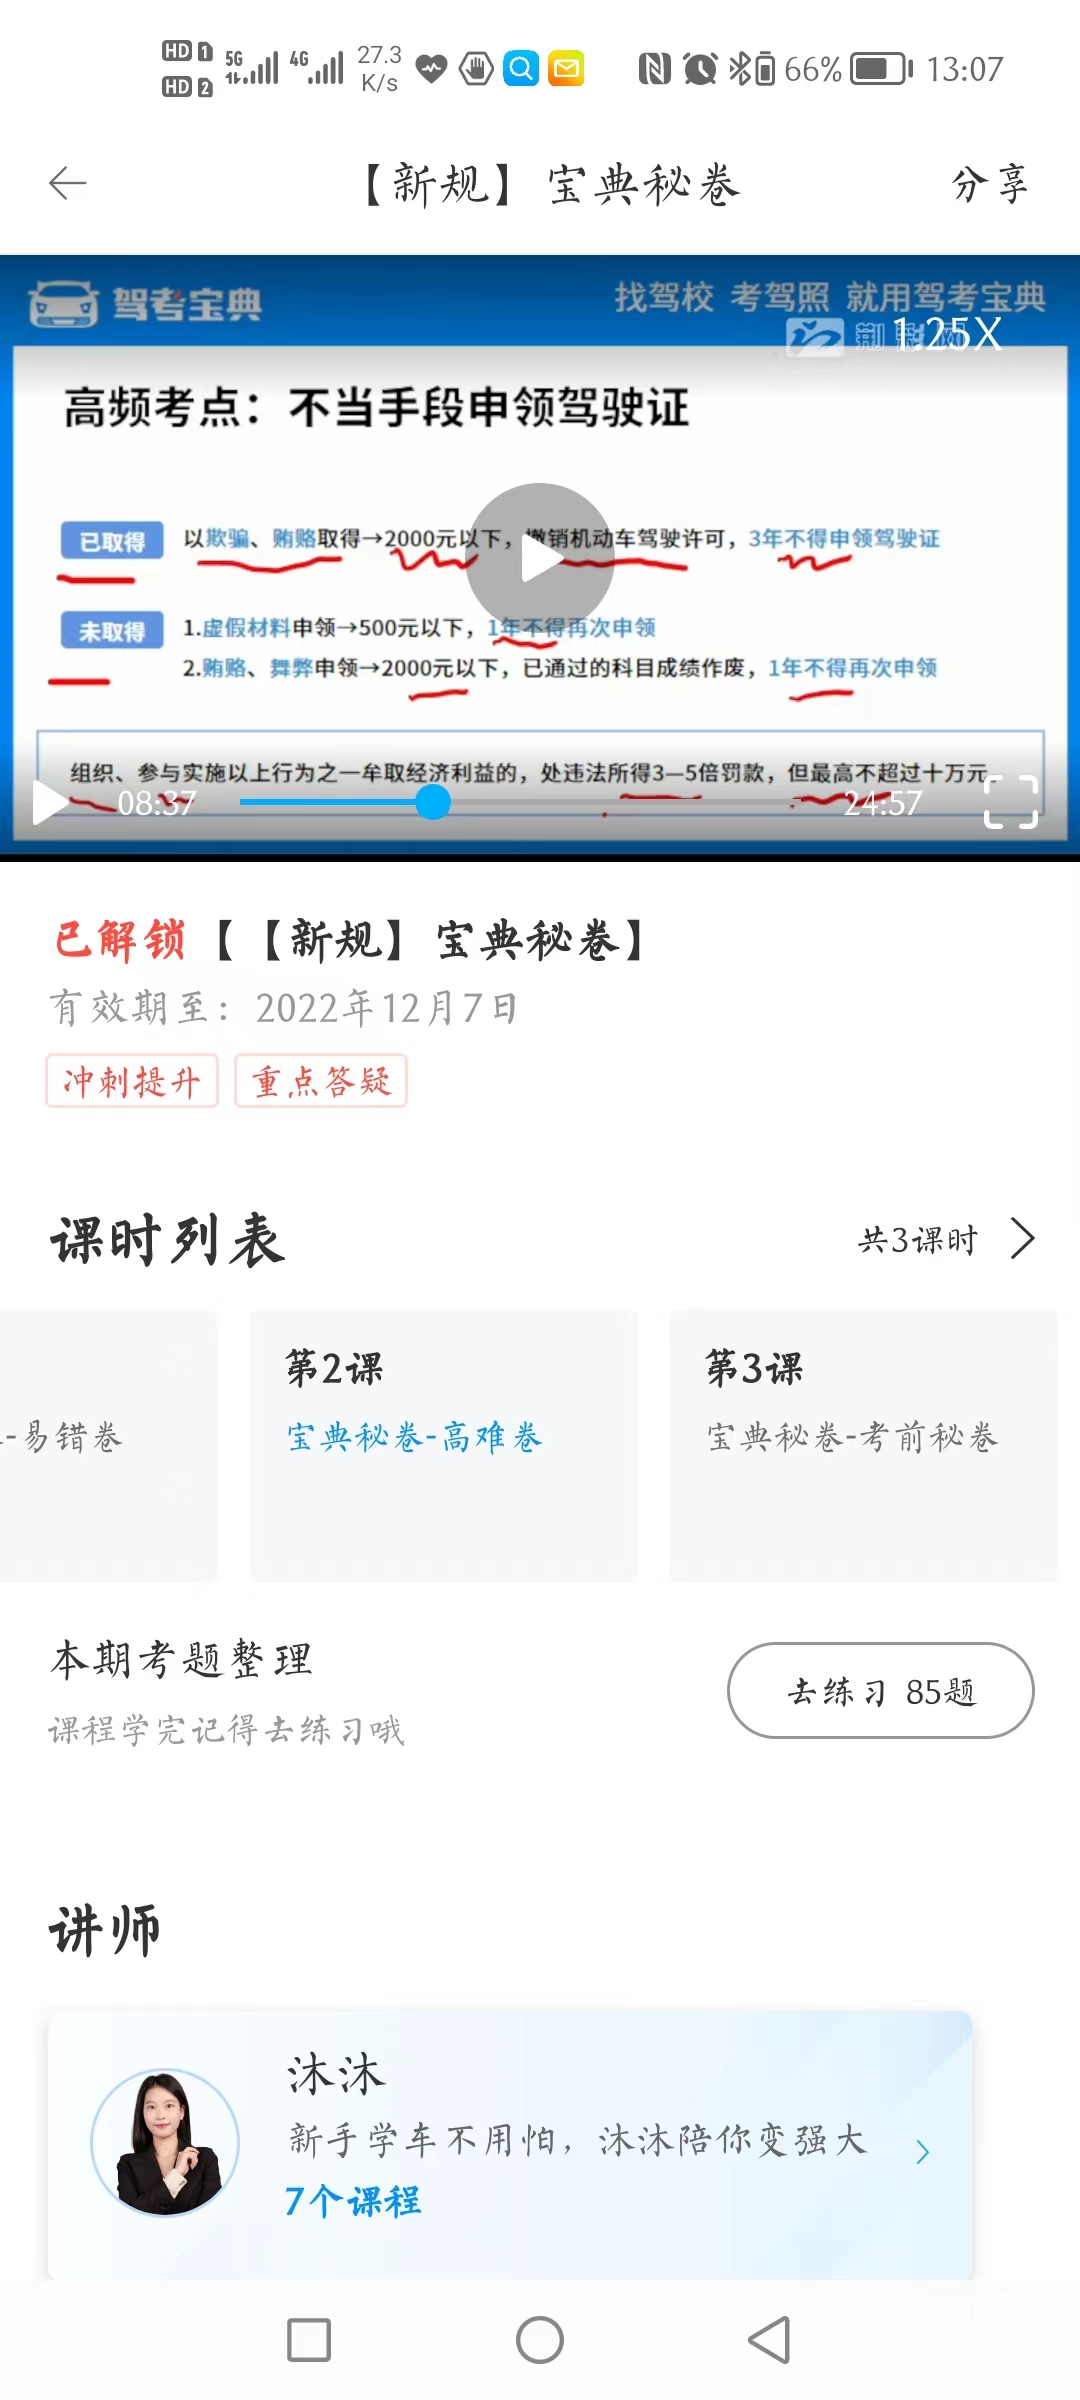 HD 1 5G 4G 27.3 66% 13:07
HD 2 K/s
【新规】宝典秘卷 分享
驾考宝典 找驾校 考驾照 就用驾考宝典
1.25X
高频考点：不当手段申领驾驶证
已取得 以欺骗、贿赂取得→2000元以下，撤销机动车驾驶许可，3年不得申领驾驶证
未取得 1.虚假材料申领→500元以下，1年不得再次申领
2.贿赂、舞弊申领→2000元以下，已通过的科目成绩作废，1年不得再次申领
组织、参与实施以上行为之一牟取经济利益的，处违法所得3—5倍罚款，但最高不超过十万元。
08:37 24:57
已解锁【【新规】宝典秘卷】
有效期至：2022年12月7日
冲刺提升 重点答疑
课时列表 共3课时
第2课 第3课
-易错卷 宝典秘卷-高难卷 宝典秘卷-考前秘卷
本期考题整理
去练习 85题
课程学完记得去练习哦
讲师
沐沐
新手学车不用怕，沐沐陪你变强大
7个课程